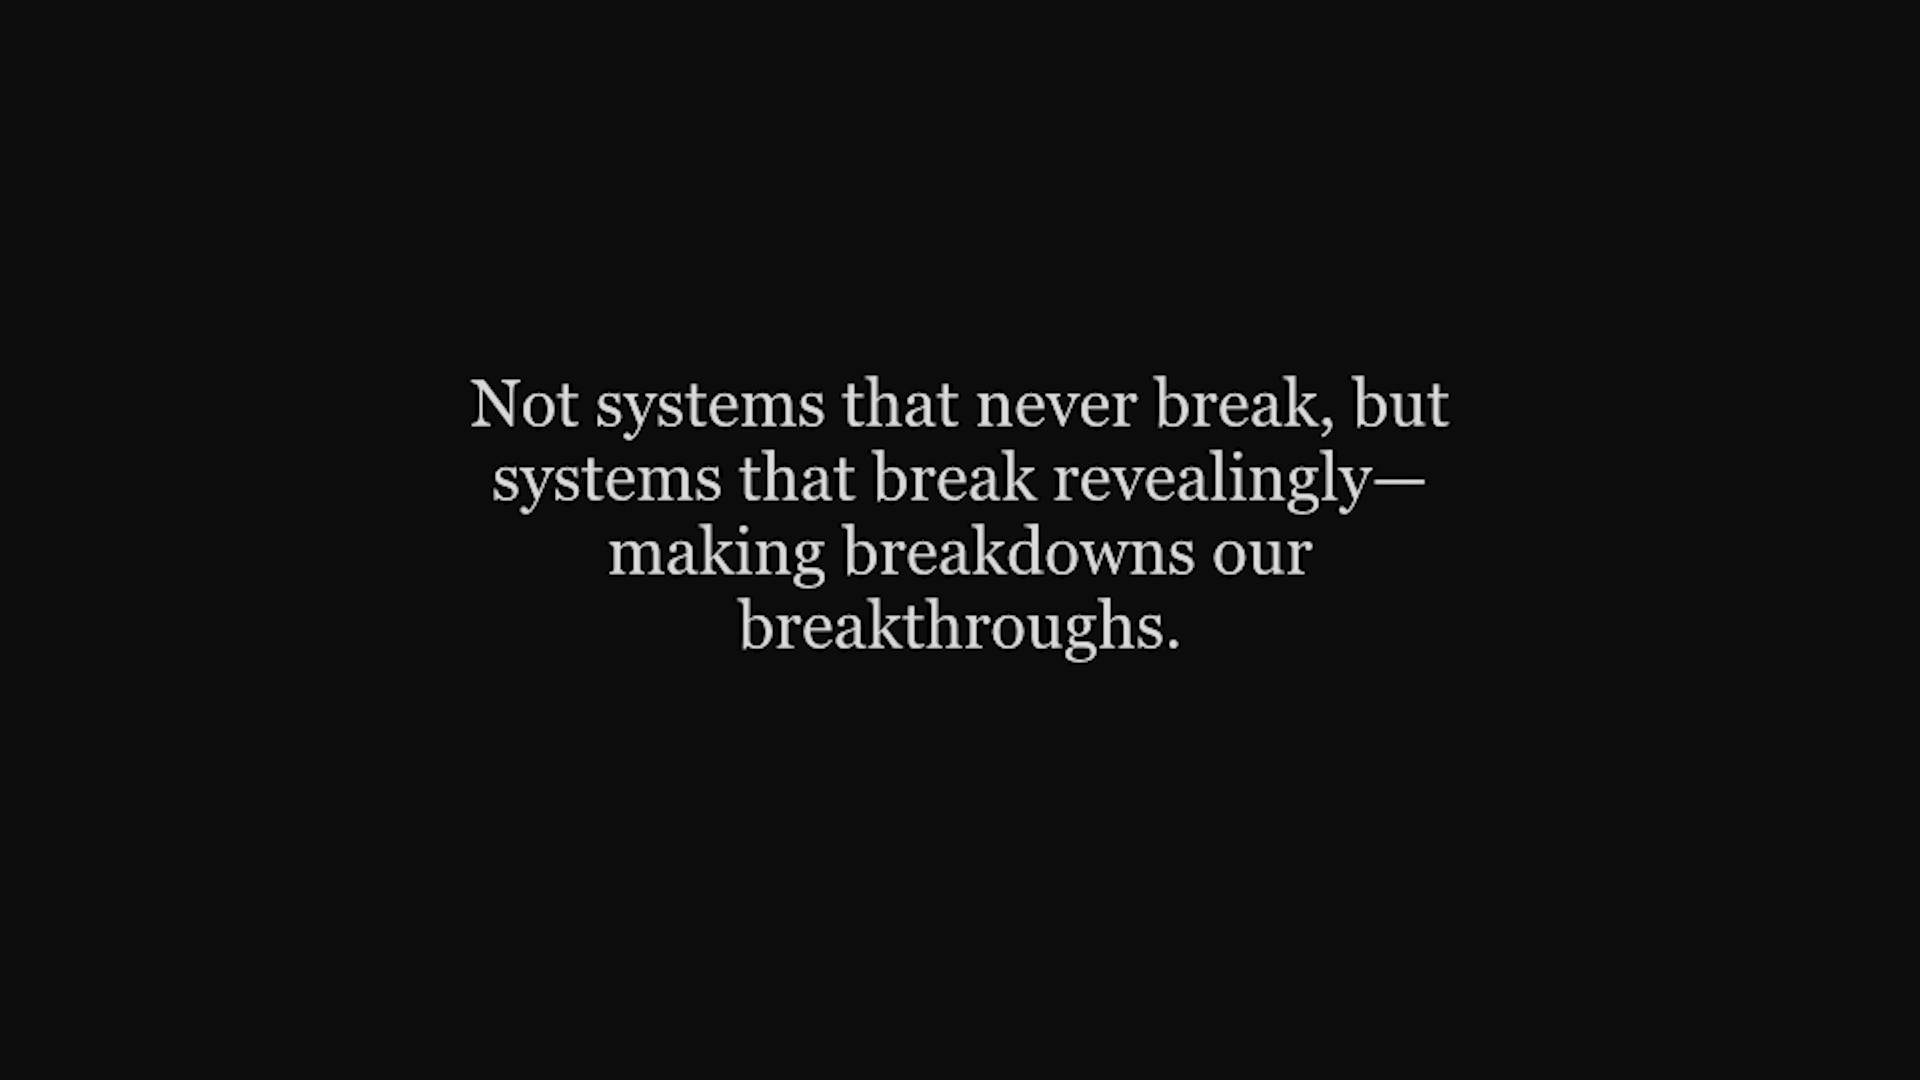 Not systems that never break, but
systems that break revealingly—
making breakdowns our
breakthroughs.